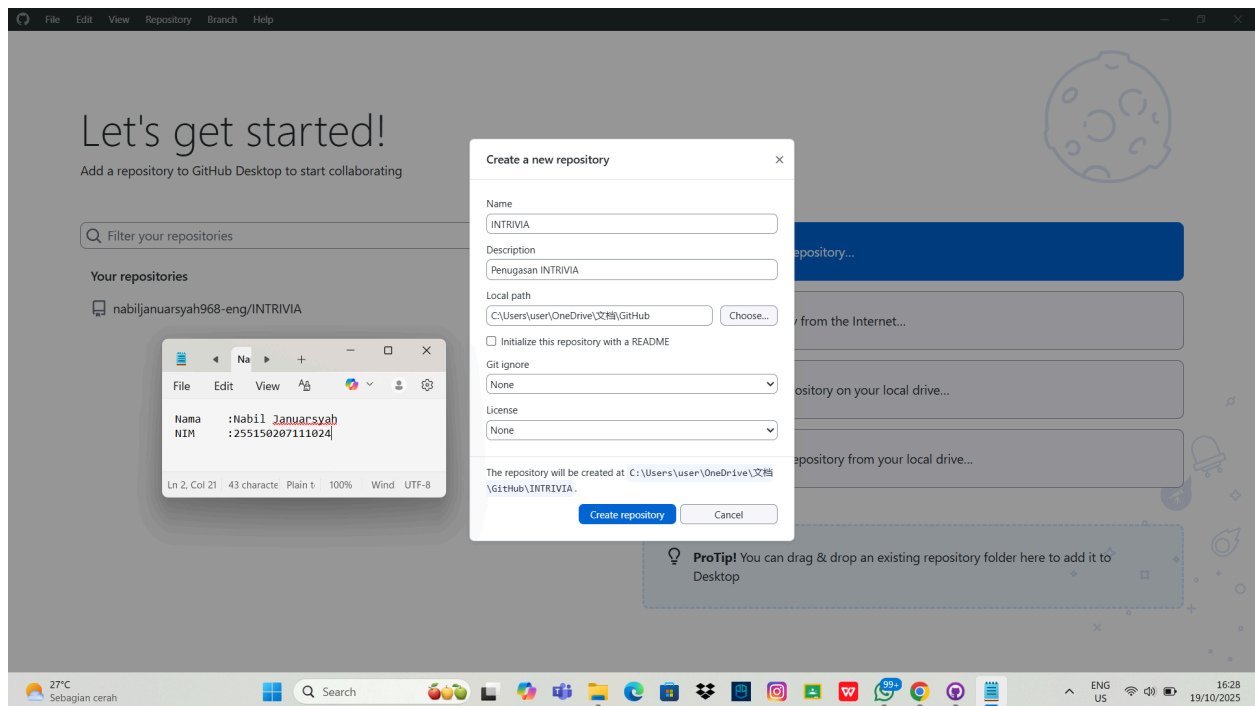 File Edit View Repository Branch Help
Let's get started!
Add a repository to GitHub Desktop to start collaborating
Filter your repositories
Your repositories
nabiljanuarsyah968-eng/INTRIVIA
Na
File Edit View
Nama :Nabil Januarsyah
NIM :255150207111024
Ln 2, Col 21 43 characte Plain t 100% Wind UTF-8
Create a new repository
Name
INTRIVIA
Description
Penugasan INTRIVIA
Local path
C:\Users\user\OneDrive\文档\GitHub Choose...
Initialize this repository with a README
Git ignore
None
License
None
The repository will be created at C:\Users\user\OneDrive\文档
\GitHub\INTRIVIA.
Create repository Cancel
epository...
from the Internet...
ository on your local drive...
epository from your local drive...
ProTip! You can drag & drop an existing repository folder here to add it to
Desktop
27°C
Sebagian cerah
Search
99+
ENG
US
16:28
19/10/2025